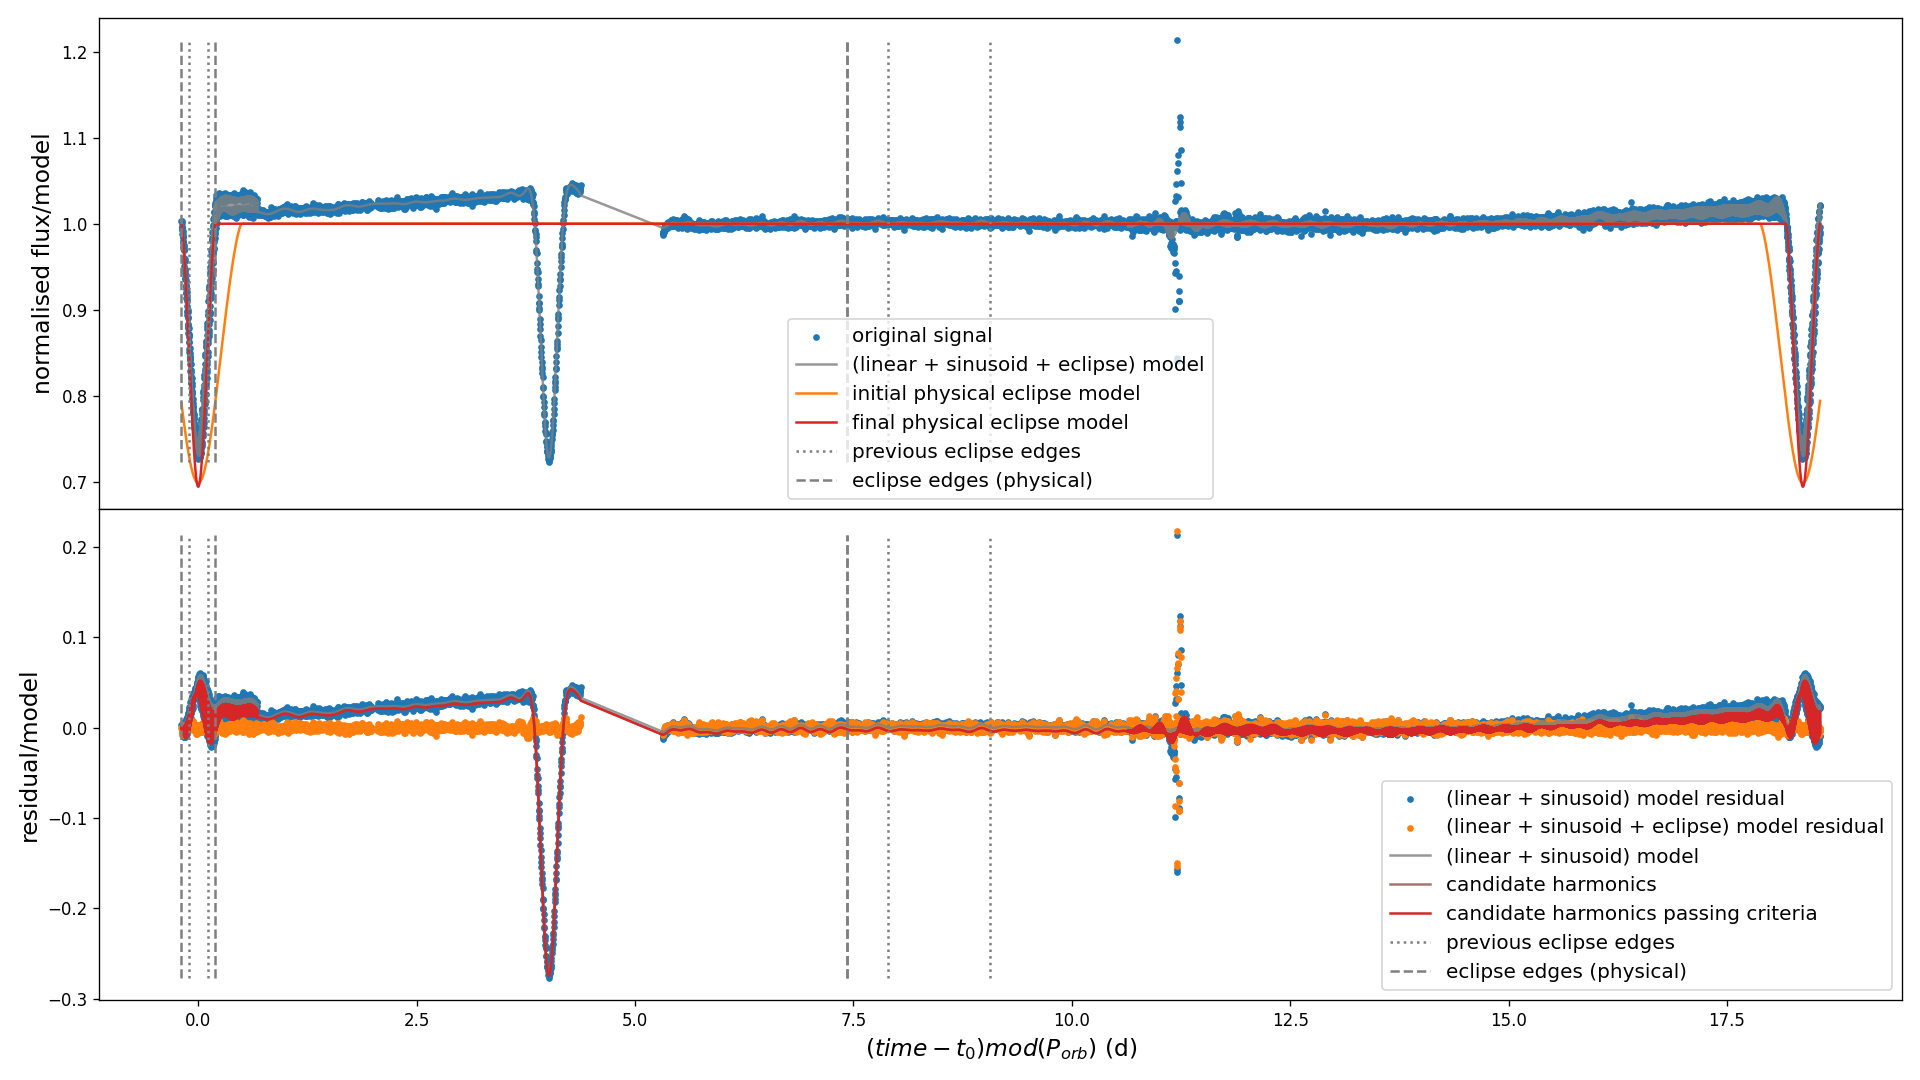 normalised flux/model
1.2
1.1
1.0
0.9
0.8
0.7
original signal
(linear + sinusoid + eclipse) model
initial physical eclipse model
final physical eclipse model
previous eclipse edges
eclipse edges (physical)
residual/model
0.2
0.1
0.0
−0.1
−0.2
−0.3
(linear + sinusoid) model residual
(linear + sinusoid + eclipse) model residual
(linear + sinusoid) model
candidate harmonics
candidate harmonics passing criteria
previous eclipse edges
eclipse edges (physical)
0.0 2.5 5.0 7.5 10.0 12.5 15.0 17.5
(time − t₀)mod(P_orb) (d)